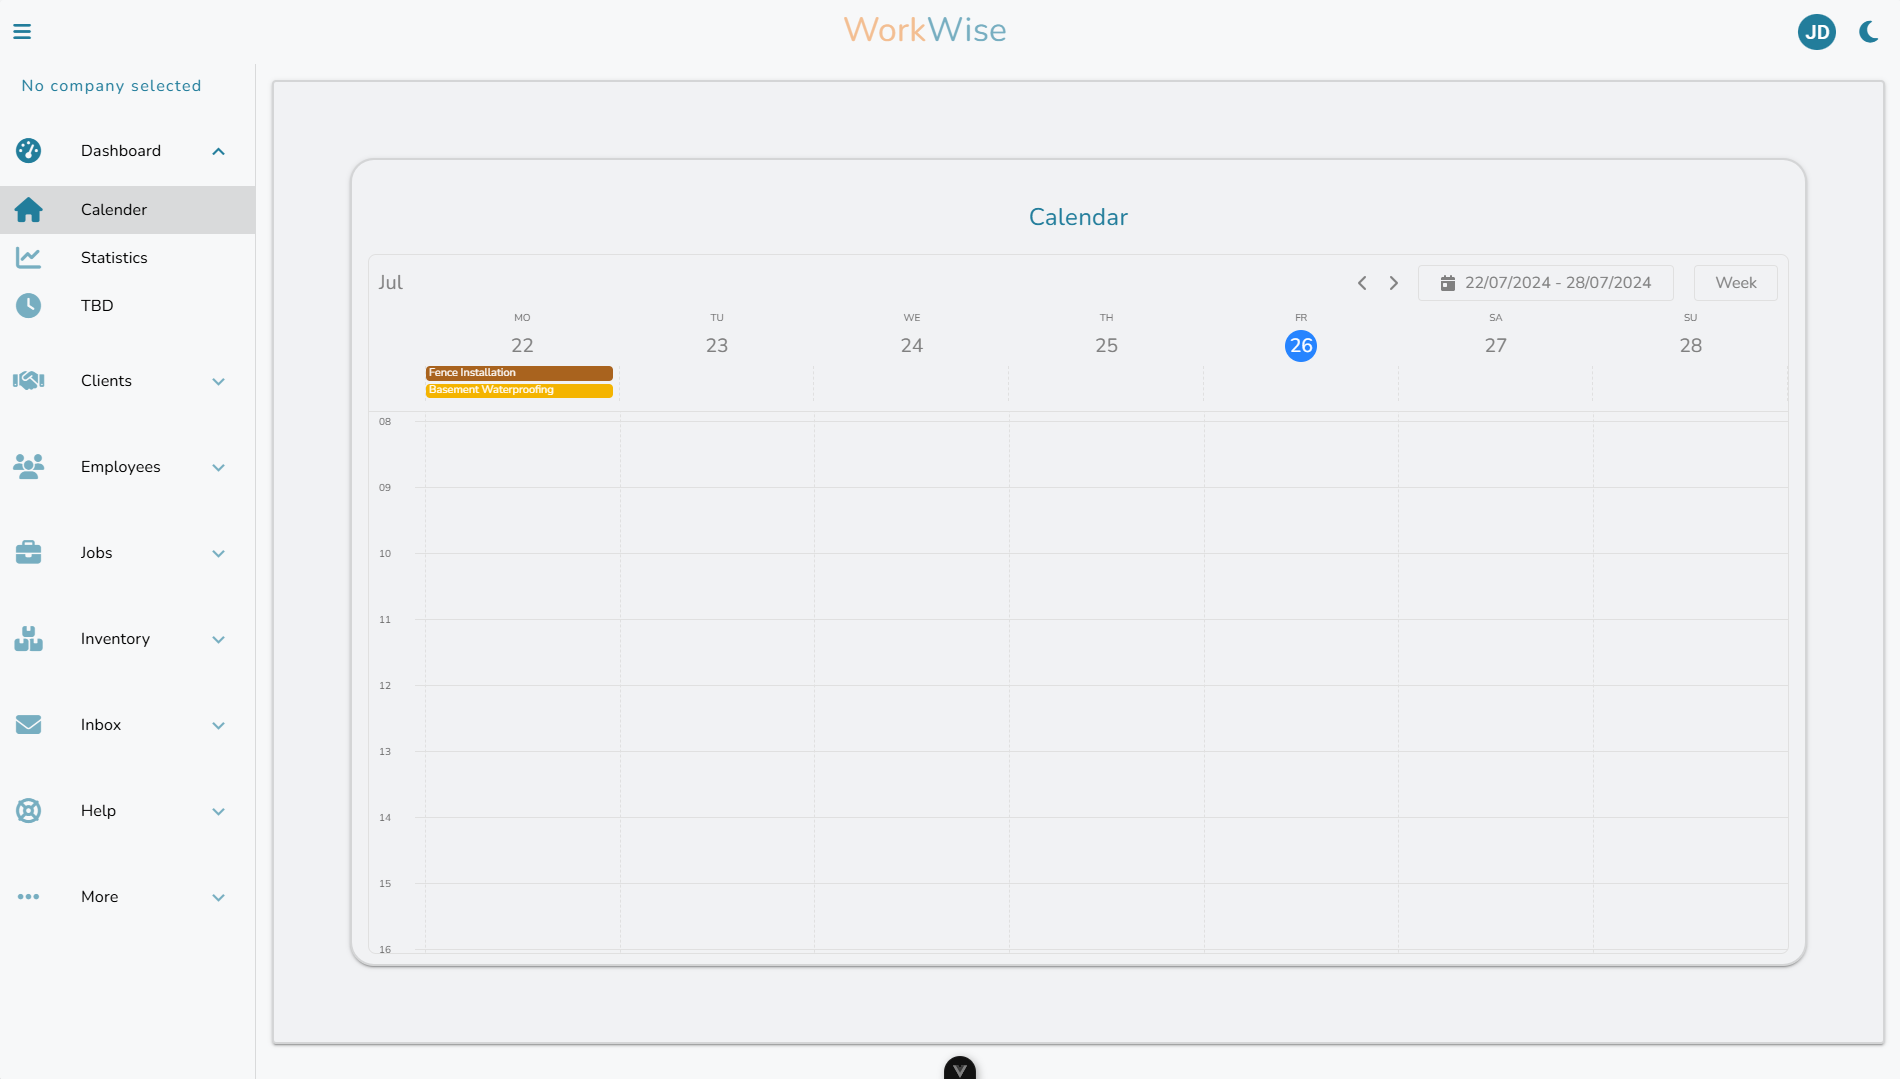 WorkWise
JD
No company selected
Dashboard
Calender
Statistics
TBD
Clients
Employees
Jobs
Inventory
Inbox
Help
More
Calendar
Jul
22/07/2024 - 28/07/2024
Week
MO TU WE TH FR SA SU
22 23 24 25 26 27 28
Fence Installation
Basement Waterproofing
08
09
10
11
12
13
14
15
16